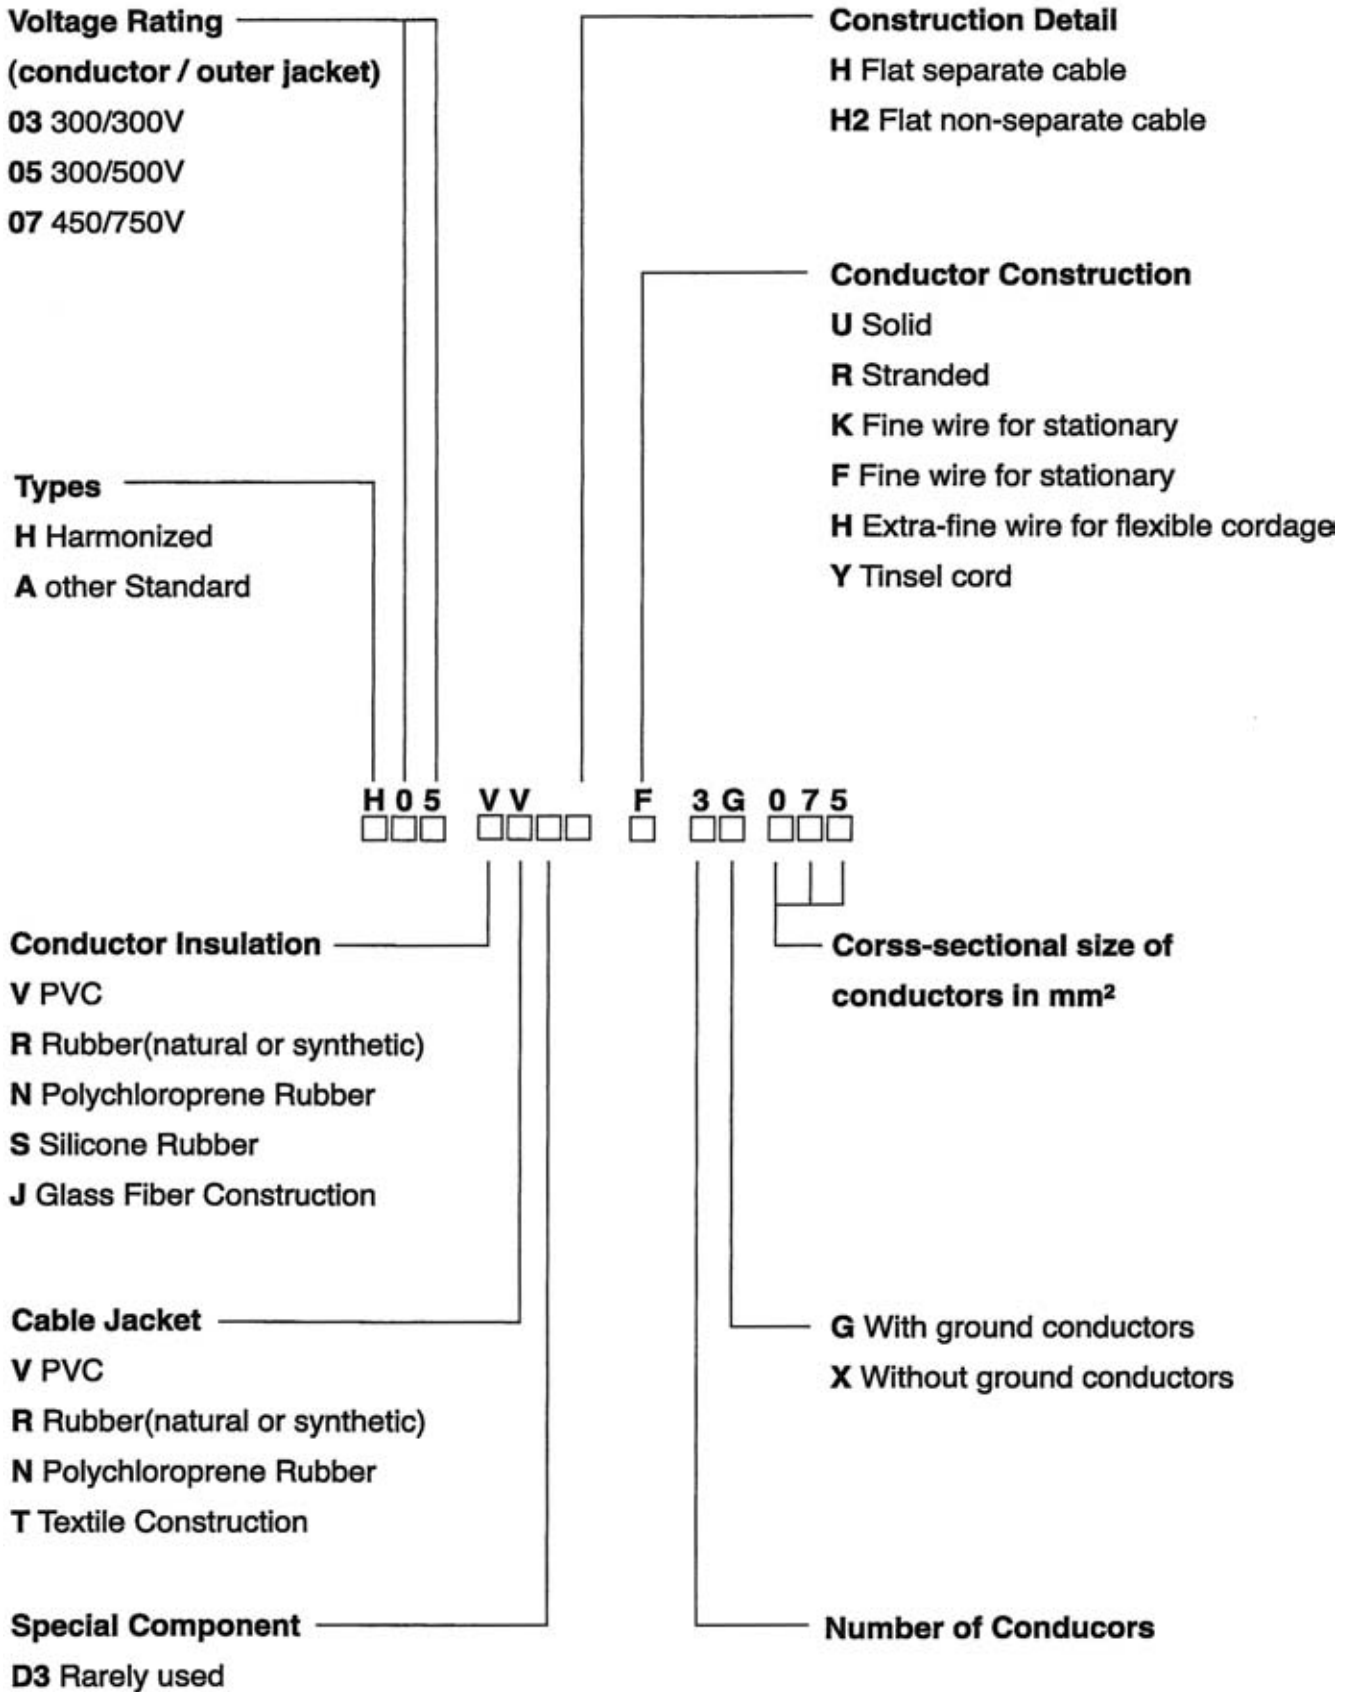 Voltage Rating
(conductor / outer jacket)
03 300/300V
05 300/500V
07 450/750V
Construction Detail
H Flat separate cable
H2 Flat non-separate cable
Conductor Construction
U Solid
R Stranded
K Fine wire for stationary
F Fine wire for stationary
H Extra-fine wire for flexible cordage
Y Tinsel cord
Types
H Harmonized
A other Standard
H 0 5 V V F 3 G 0 7 5
Conductor Insulation
V PVC
R Rubber(natural or synthetic)
N Polychloroprene Rubber
S Silicone Rubber
J Glass Fiber Construction
Corss-sectional size of
conductors in mm²
Cable Jacket
V PVC
R Rubber(natural or synthetic)
N Polychloroprene Rubber
T Textile Construction
G With ground conductors
X Without ground conductors
Special Component
D3 Rarely used
Number of Conducors